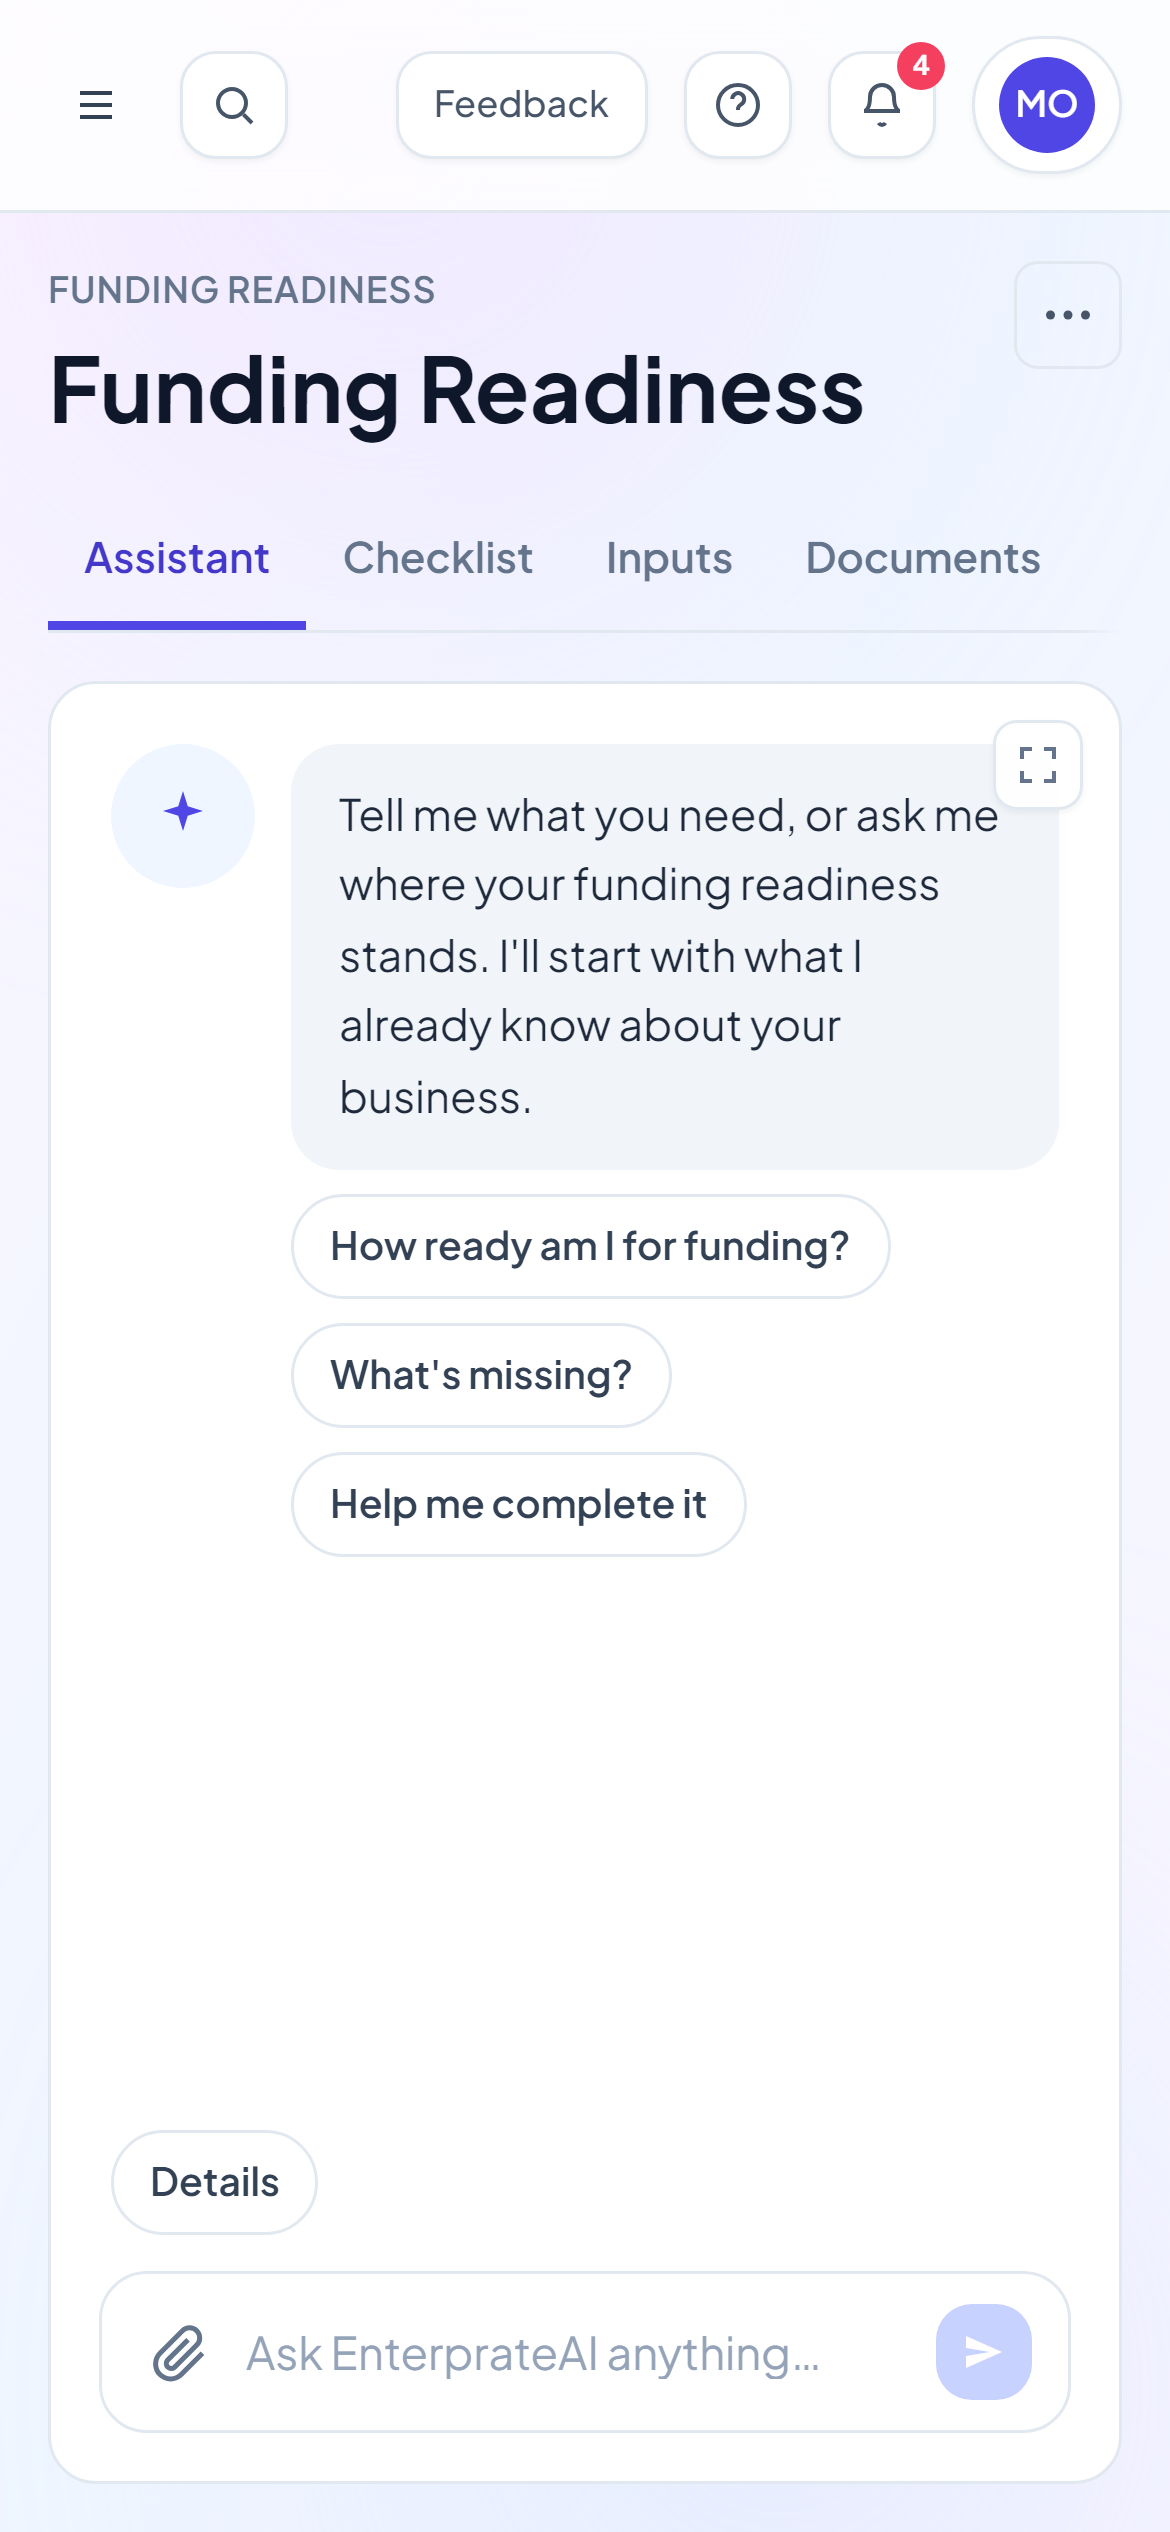 Feedback
4
MO
FUNDING READINESS
Funding Readiness
Assistant Checklist Inputs Documents
Tell me what you need, or ask me
where your funding readiness
stands. I'll start with what I
already know about your
business.
How ready am I for funding?
What's missing?
Help me complete it
Details
Ask EnterprateAI anything...